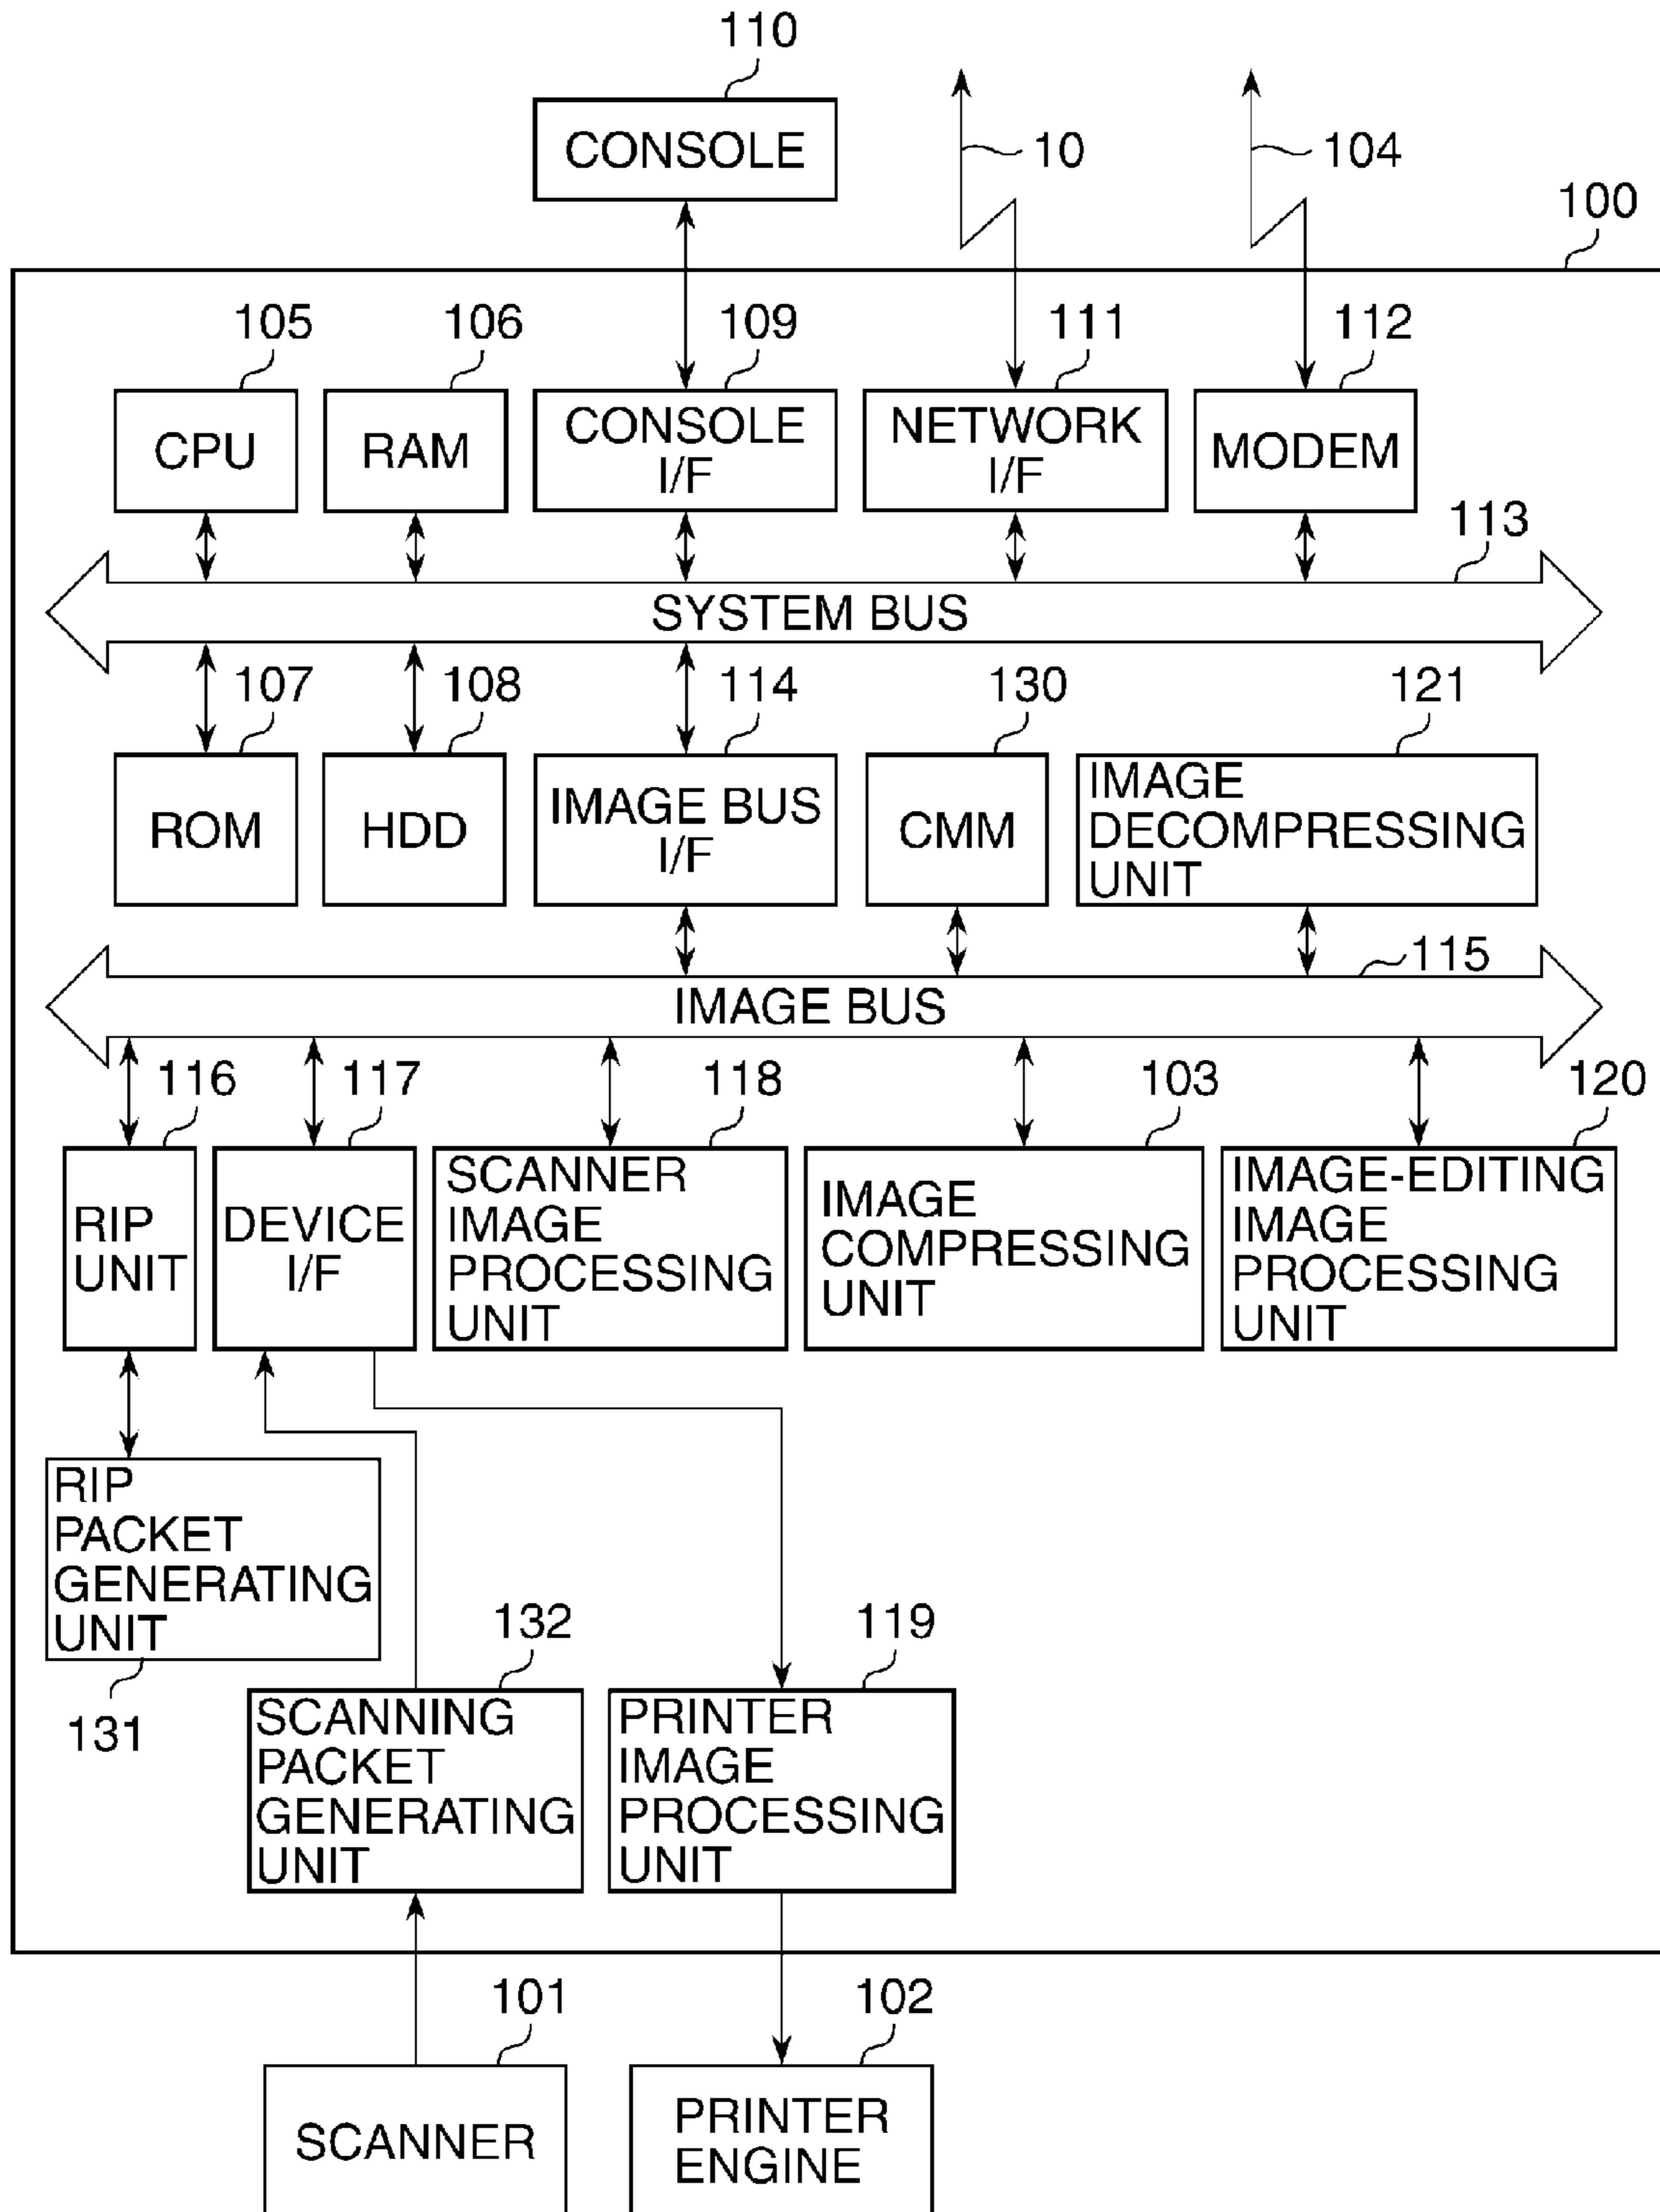 110
CONSOLE
10
104
100
105
106
109
111
112
CPU
RAM
CONSOLE
I/F
NETWORK
I/F
MODEM
113
SYSTEM BUS
107
108
114
130
121
ROM
HDD
IMAGE BUS
I/F
CMM
IMAGE
DECOMPRESSING
UNIT
115
IMAGE BUS
116
117
118
103
120
RIP
UNIT
DEVICE
I/F
SCANNER
IMAGE
PROCESSING
UNIT
IMAGE
COMPRESSING
UNIT
IMAGE-EDITING
IMAGE
PROCESSING
UNIT
RIP
PACKET
GENERATING
UNIT
131
132
119
SCANNING
PACKET
GENERATING
UNIT
PRINTER
IMAGE
PROCESSING
UNIT
101
102
SCANNER
PRINTER
ENGINE